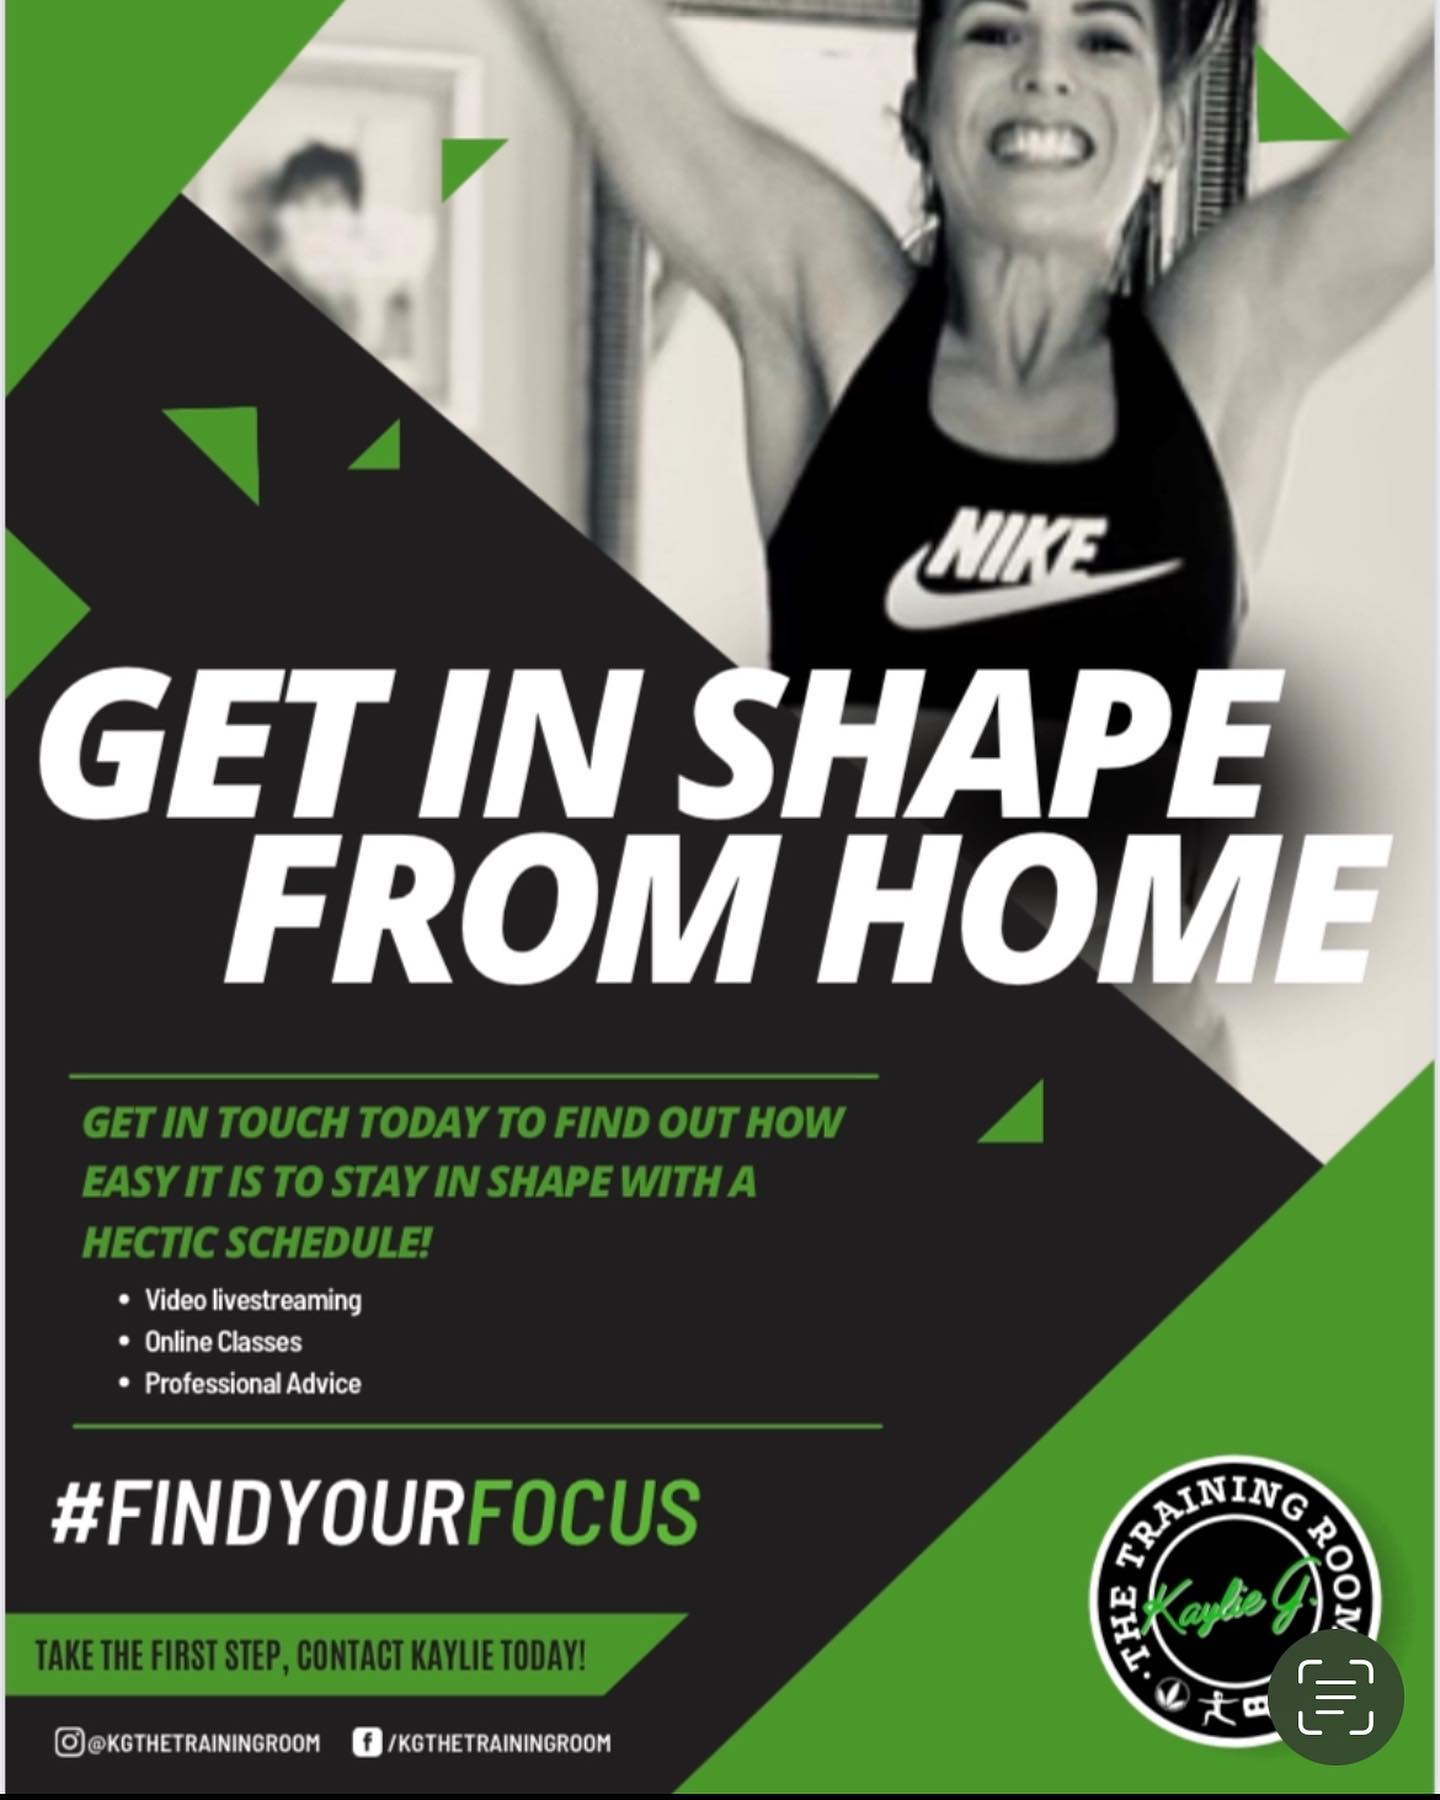 NIKE
GET IN SHAPE
FROM HOME
GET IN TOUCH TODAY TO FIND OUT HOW
EASY IT IS TO STAY IN SHAPE WITH A
HECTIC SCHEDULE!
• Video livestreaming
• Online Classes
• Professional Advice
#FINDYOURFOCUS
TAKE THE FIRST STEP, CONTACT KAYLIE TODAY!
@KGTHETRAININGROOM /KGTHETRAININGROOM
THE TRAINING ROOM
Kaylie G.